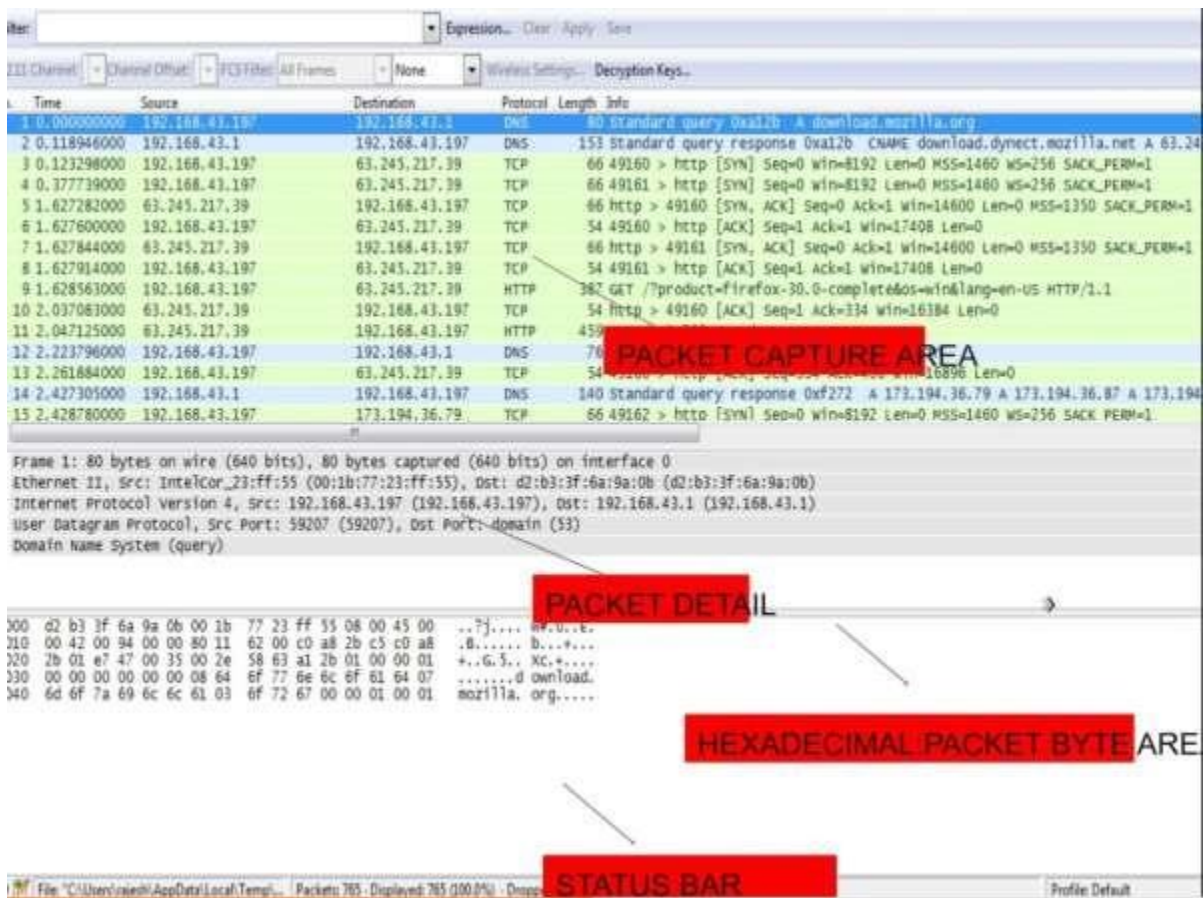 Filter: Expression... Clear Apply Save
Channel: Channel Offset: FCS Filter: All Frames None Wireless Settings... Decryption Keys...
Time Source Destination Protocol Length Info
1 0.000000000 192.168.43.197 192.168.43.1 DNS 80 Standard query 0xa12b A download.mozilla.org
2 0.118946000 192.168.43.1 192.168.43.197 DNS 153 Standard query response 0xa12b CNAME download.dynect.mozilla.net A 63.24
3 0.123298000 192.168.43.197 63.245.217.39 TCP 66 49160 > http [SYN] Seq=0 Win=8192 Len=0 MSS=1460 WS=256 SACK_PERM=1
4 0.377739000 192.168.43.197 63.245.217.39 TCP 66 49161 > http [SYN] Seq=0 Win=8192 Len=0 MSS=1460 WS=256 SACK_PERM=1
5 1.627282000 63.245.217.39 192.168.43.197 TCP 66 http > 49160 [SYN, ACK] Seq=0 Ack=1 Win=14600 Len=0 MSS=1350 SACK_PERM=1
6 1.627600000 192.168.43.197 63.245.217.39 TCP 54 49160 > http [ACK] Seq=1 Ack=1 Win=17408 Len=0
7 1.627844000 63.245.217.39 192.168.43.197 TCP 66 http > 49161 [SYN, ACK] Seq=0 Ack=1 Win=14600 Len=0 MSS=1350 SACK_PERM=1
8 1.627914000 192.168.43.197 63.245.217.39 TCP 54 49161 > http [ACK] Seq=1 Ack=1 Win=17408 Len=0
9 1.628563000 192.168.43.197 63.245.217.39 HTTP 387 GET /?product=firefox-30.0-complete&os=win&lang=en-US HTTP/1.1
10 2.037083000 63.245.217.39 192.168.43.197 TCP 54 http > 49160 [ACK] Seq=1 Ack=334 Win=16384 Len=0
11 2.047125000 63.245.217.39 192.168.43.197 HTTP 459
PACKET CAPTURE AREA
12 2.223796000 192.168.43.197 192.168.43.1 DNS 76
13 2.261884000 192.168.43.197 63.245.217.39 TCP 54 Len=0
14 2.427305000 192.168.43.1 192.168.43.197 DNS 140 Standard query response 0xf272 A 173.194.36.79 A 173.194.36.87 A 173.194
15 2.428780000 192.168.43.197 173.194.36.79 TCP 66 49162 > http [SYN] Seq=0 Win=8192 Len=0 MSS=1460 WS=256 SACK_PERM=1
Frame 1: 80 bytes on wire (640 bits), 80 bytes captured (640 bits) on interface 0
Ethernet II, Src: IntelCor_23:ff:55 (00:1b:77:23:ff:55), Dst: d2:b3:3f:6a:9a:0b (d2:b3:3f:6a:9a:0b)
Internet Protocol Version 4, Src: 192.168.43.197 (192.168.43.197), Dst: 192.168.43.1 (192.168.43.1)
User Datagram Protocol, Src Port: 59207 (59207), Dst Port: domain (53)
Domain Name System (query)
PACKET DETAIL
000 d2 b3 3f 6a 9a 0b 00 1b 77 23 ff 55 08 00 45 00 ..?j.... w#.U..E.
010 00 42 00 94 00 00 80 11 62 00 c0 a8 2b c5 c0 a8 .B...... b...+...
020 2b 01 e7 47 00 35 00 2e 58 63 a1 2b 01 00 00 01 +..G.5.. Xc.+....
030 00 00 00 00 00 00 08 64 6f 77 6e 6c 6f 61 64 07 .......d ownload.
040 6d 6f 7a 69 6c 6c 61 03 6f 72 67 00 00 01 00 01 mozilla. org.....
HEXADECIMAL PACKET BYTE ARE
STATUS BAR
File: "C:\Users\rajesh\AppData\Local\Temp\... Packets: 765 · Displayed: 765 (100.0%) · Dropp Profile: Default